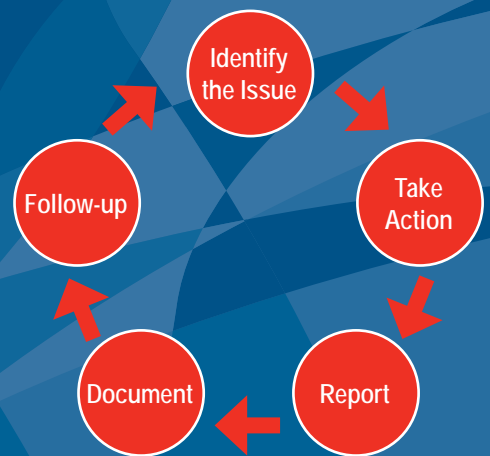 Identify
the Issue
Take
Action
Report
Document
Follow-up